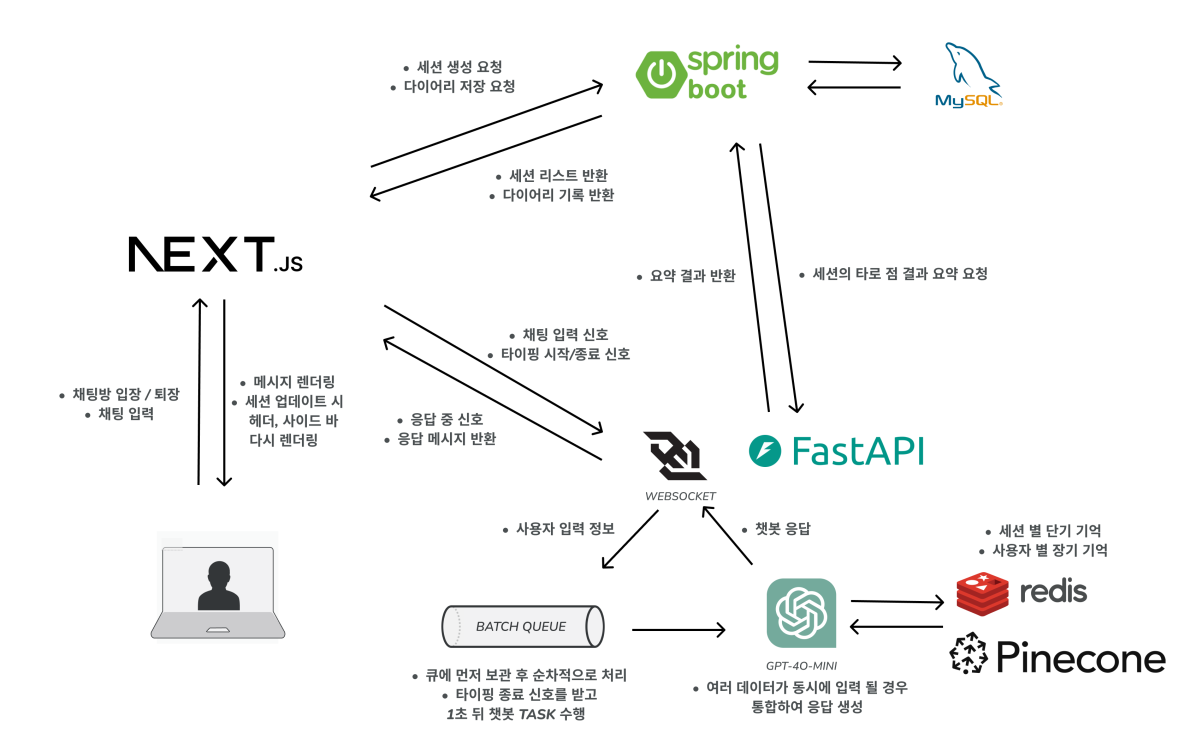 • 세션 생성 요청
• 다이어리 저장 요청
spring
boot
MySQL
• 세션 리스트 반환
• 다이어리 기록 반환
NEXT.JS
• 요약 결과 반환
• 세션의 타로 점 결과 요약 요청
• 채팅 입력 신호
• 타이핑 시작/종료 신호
• 채팅방 입장 / 퇴장
• 채팅 입력
• 메시지 렌더링
• 세션 업데이트 시
헤더, 사이드 바
다시 렌더링
• 응답 중 신호
• 응답 메시지 반환
WEBSOCKET
FastAPI
• 사용자 입력 정보
• 챗봇 응답
• 세션 별 단기 기억
• 사용자 별 장기 기억
redis
Pinecone
BATCH QUEUE
GPT-4O-MINI
• 큐에 먼저 보관 후 순차적으로 처리
• 타이핑 종료 신호를 받고
1초 뒤 챗봇 TASK 수행
• 여러 데이터가 동시에 입력 될 경우
통합하여 응답 생성